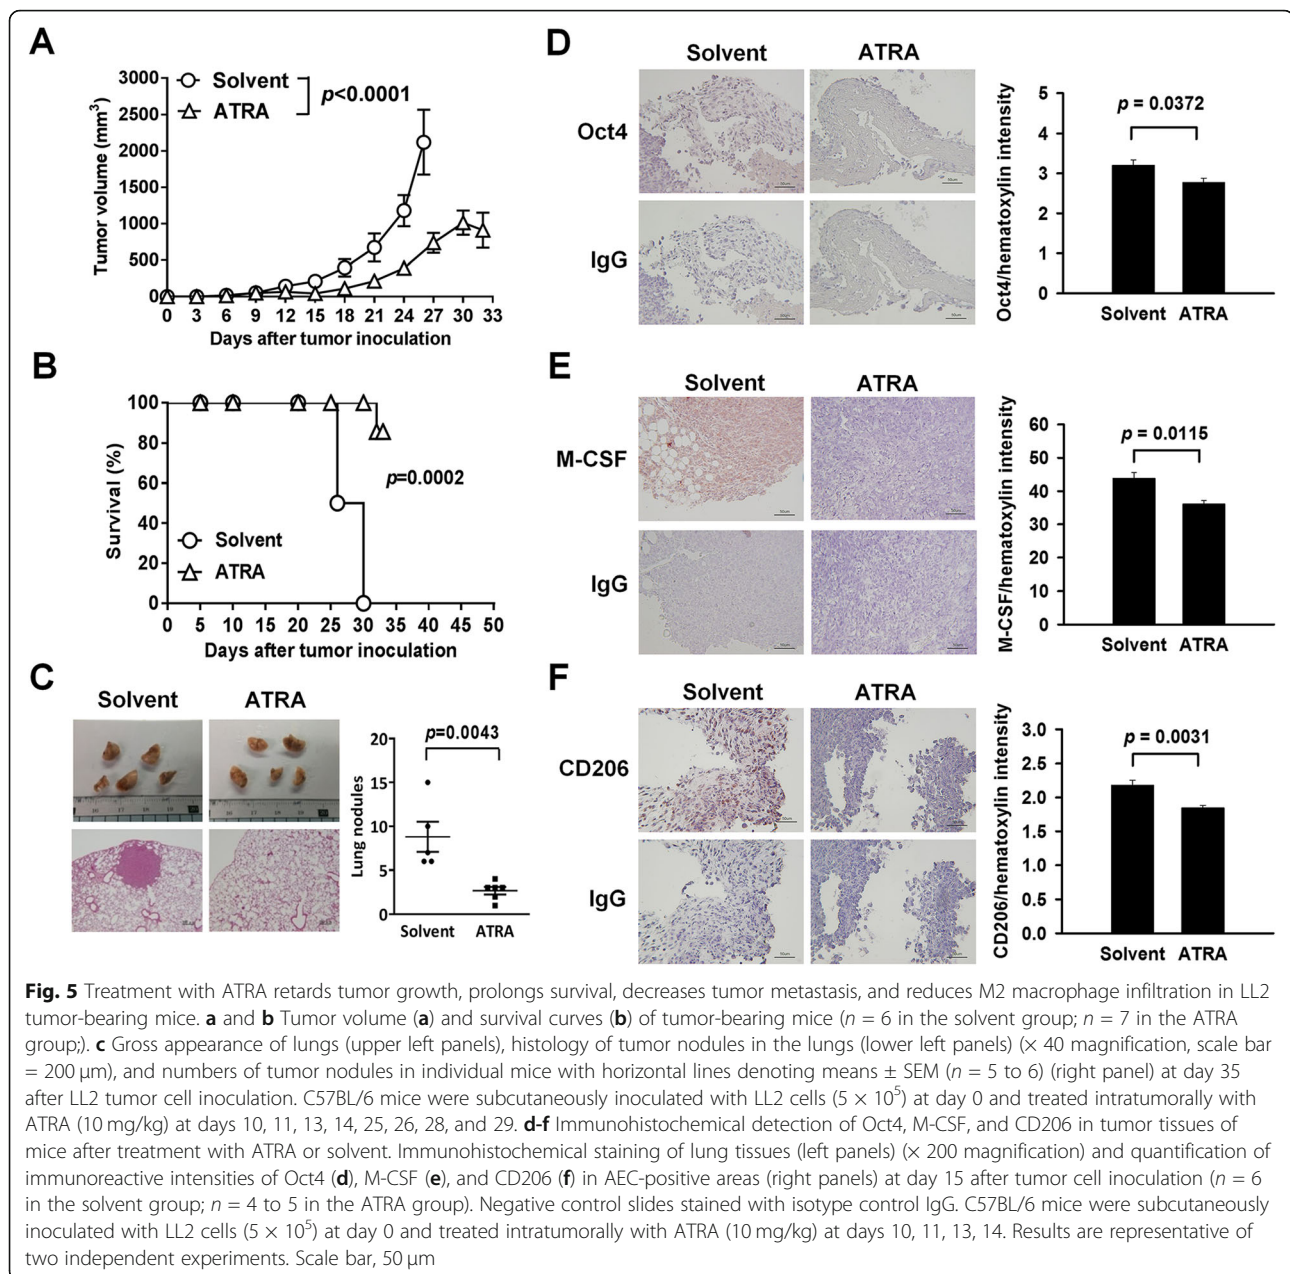 A
Tumor volume (mm³)
3000
2500
2000
1500
1000
500
0
Solvent
ATRA
p<0.0001
0 3 6 9 12 15 18 21 24 27 30 33
Days after tumor inoculation
B
Survival (%)
100
80
60
40
20
0
p=0.0002
Solvent
ATRA
0 5 10 15 20 25 30 35 40 45 50
Days after tumor inoculation
C
Solvent ATRA
Lung nodules
20
15
10
5
0
p=0.0043
Solvent ATRA
D
Solvent ATRA
Oct4
IgG
Oct4/hematoxylin intensity
5
4
3
2
1
0
p = 0.0372
Solvent ATRA
E
Solvent ATRA
M-CSF
IgG
M-CSF/hematoxylin intensity
60
50
40
30
20
10
0
p = 0.0115
Solvent ATRA
F
Solvent ATRA
CD206
IgG
CD206/hematoxylin intensity
3.0
2.5
2.0
1.5
1.0
0.5
0.0
p = 0.0031
Solvent ATRA
Fig. 5 Treatment with ATRA retards tumor growth, prolongs survival, decreases tumor metastasis, and reduces M2 macrophage infiltration in LL2
tumor-bearing mice. a and b Tumor volume (a) and survival curves (b) of tumor-bearing mice (n = 6 in the solvent group; n = 7 in the ATRA
group;). c Gross appearance of lungs (upper left panels), histology of tumor nodules in the lungs (lower left panels) (× 40 magnification, scale bar
= 200 μm), and numbers of tumor nodules in individual mice with horizontal lines denoting means ± SEM (n = 5 to 6) (right panel) at day 35
after LL2 tumor cell inoculation. C57BL/6 mice were subcutaneously inoculated with LL2 cells (5 × 10⁵) at day 0 and treated intratumorally with
ATRA (10 mg/kg) at days 10, 11, 13, 14, 25, 26, 28, and 29. d-f Immunohistochemical detection of Oct4, M-CSF, and CD206 in tumor tissues of
mice after treatment with ATRA or solvent. Immunohistochemical staining of lung tissues (left panels) (× 200 magnification) and quantification of
immunoreactive intensities of Oct4 (d), M-CSF (e), and CD206 (f) in AEC-positive areas (right panels) at day 15 after tumor cell inoculation (n = 6
in the solvent group; n = 4 to 5 in the ATRA group). Negative control slides stained with isotype control IgG. C57BL/6 mice were subcutaneously
inoculated with LL2 cells (5 × 10⁵) at day 0 and treated intratumorally with ATRA (10 mg/kg) at days 10, 11, 13, 14. Results are representative of
two independent experiments. Scale bar, 50 μm